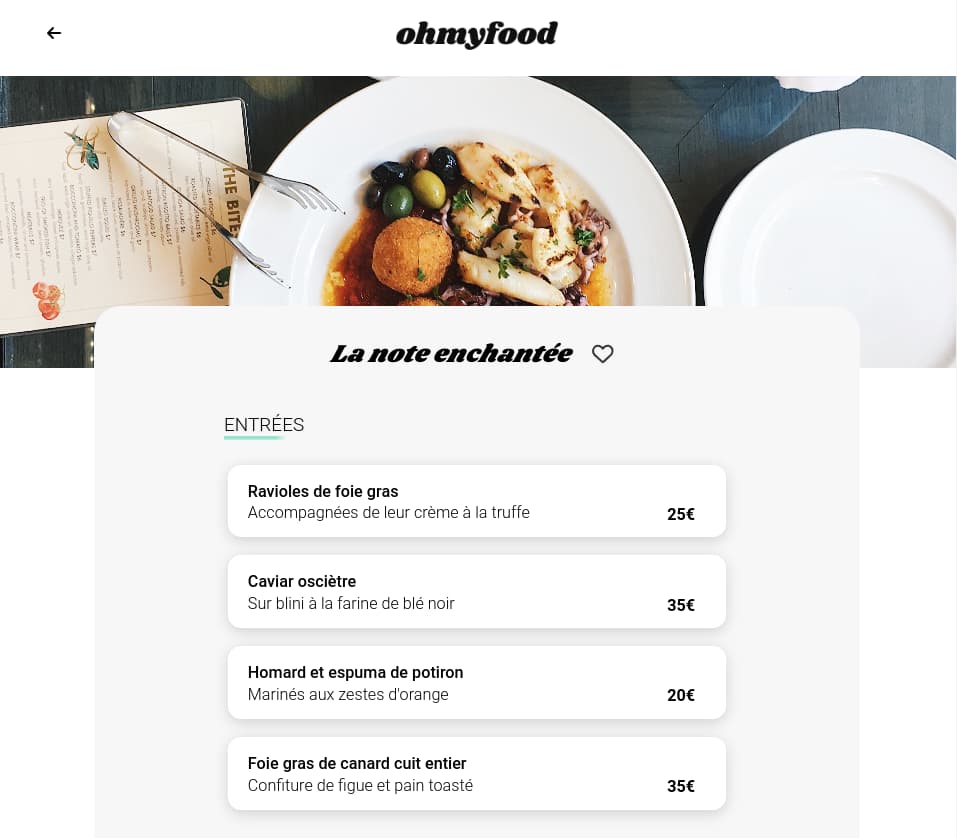 ohmyfood
THE BITE
La note enchantée
ENTRÉES
Ravioles de foie gras
Accompagnées de leur crème à la truffe
25€
Caviar osciètre
Sur blini à la farine de blé noir
35€
Homard et espuma de potiron
Marinés aux zestes d'orange
20€
Foie gras de canard cuit entier
Confiture de figue et pain toasté
35€